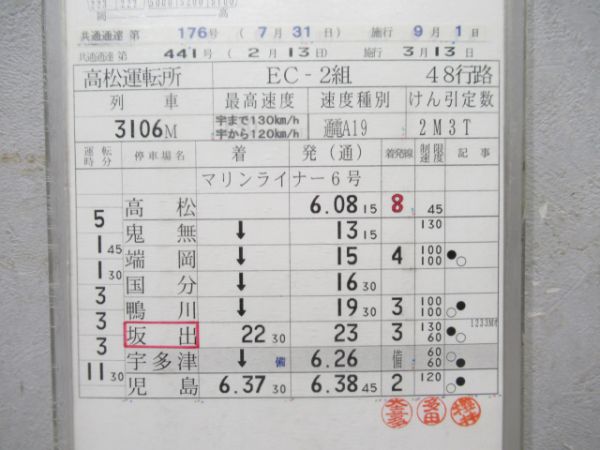 共通通達 第 176号 ( 7月31日) 施行 9月 1日
共通通達 第 441号 ( 2月13日) 施行 3月13日
高松運転所 EC-2組 48行路
列車 最高速度 速度種別 けん引定数
3106M 宇まで130km/h 宇から120km/h 通電A19 2M3T
運転時分 停車場名 着 発(通) 着発線 制限速度 記事
マリンライナー6号
高松 6.08 15 8 45
5
鬼無 ↓ 13 15 130
1 45
端岡 ↓ 15 4 100 100 ●○
1 30
国分 ↓ 16 30
3
鴨川 ↓ 19 30 3 100 100 ○●
3
坂出 22 30 23 3 130 60 ●○
3
宇多津 ↓ 備 6.26 備 60 60 ○●
11 30
児島 6.37 30 6.38 45 2 120 ○●